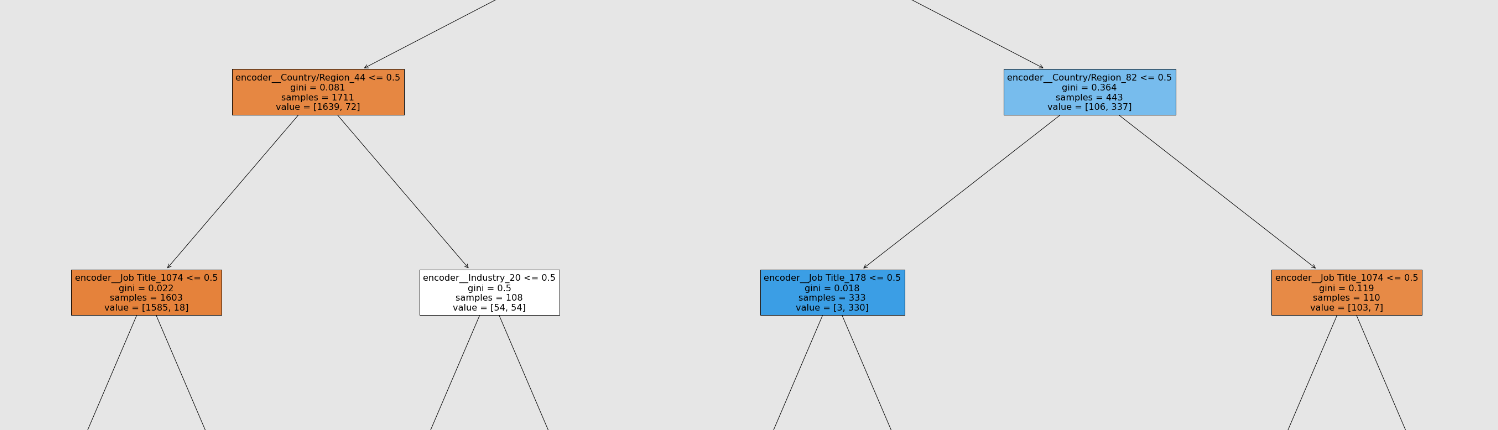 encoder__Country/Region_44 <= 0.5
gini = 0.081
samples = 1711
value = [1639, 72]
encoder__Country/Region_82 <= 0.5
gini = 0.364
samples = 443
value = [106, 337]
encoder__Job Title_1074 <= 0.5
gini = 0.022
samples = 1603
value = [1585, 18]
encoder__Industry_20 <= 0.5
gini = 0.5
samples = 108
value = [54, 54]
encoder__Job Title_178 <= 0.5
gini = 0.018
samples = 333
value = [3, 330]
encoder__Job Title_1074 <= 0.5
gini = 0.119
samples = 110
value = [103, 7]